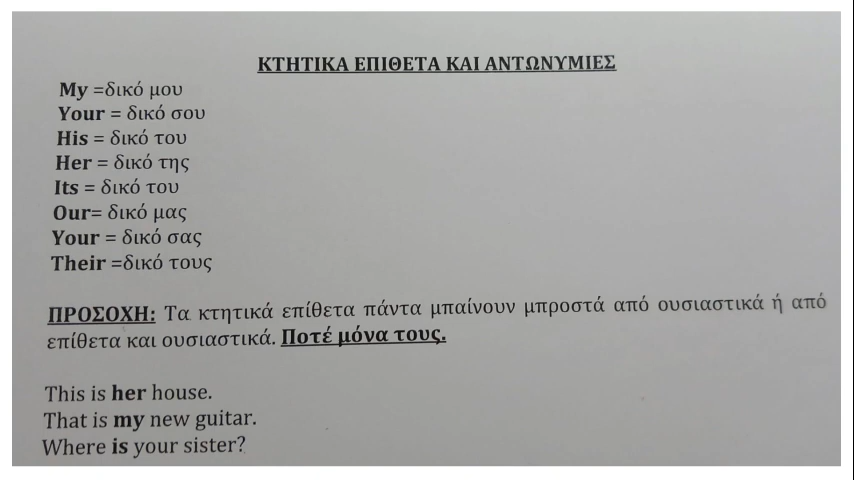 ΚΤΗΤΙΚΑ ΕΠΙΘΕΤΑ ΚΑΙ ΑΝΤΩΝΥΜΙΕΣ
My =δικό μου
Your = δικό σου
His = δικό του
Her = δικό της
Its = δικό του
Our= δικό μας
Your = δικό σας
Their =δικό τους
ΠΡΟΣΟΧΗ: Τα κτητικά επίθετα πάντα μπαίνουν μπροστά από ουσιαστικά ή από
επίθετα και ουσιαστικά. Ποτέ μόνα τους.
This is her house.
That is my new guitar.
Where is your sister?